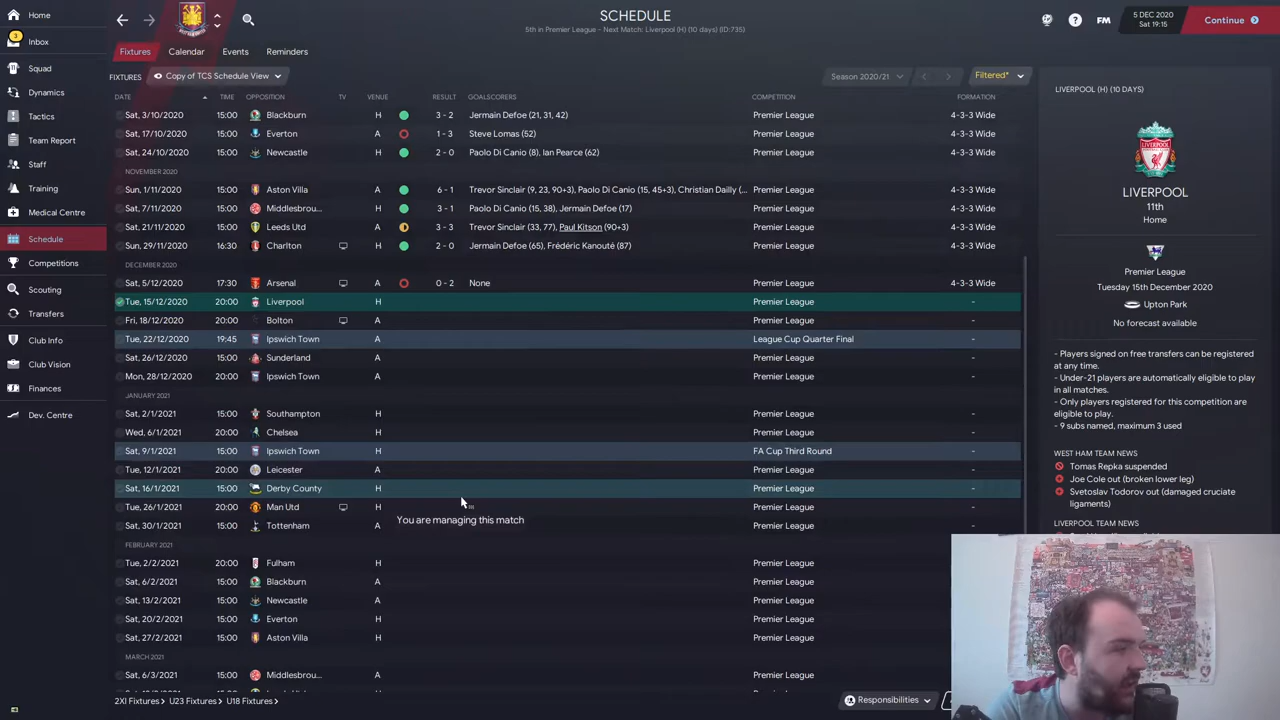 Home
SCHEDULE
5th in Premier League - Next Match: Liverpool (H) (10 days) (ID:735)
FM
5 DEC 2020
Sat 19:15
Continue
3
Inbox
Fixtures
Calendar
Events
Reminders
Squad
FIXTURES
Copy of TCS Schedule View
Season 2020/21
Filtered*
Dynamics
LIVERPOOL (H) (10 DAYS)
DATE TIME OPPOSITION TV VENUE RESULT GOALSCORERS COMPETITION FORMATION
Tactics
Sat, 3/10/2020 15:00 Blackburn H 3 - 2 Jermain Defoe (21, 31, 42) Premier League 4-3-3 Wide
Team Report
Sat, 17/10/2020 15:00 Everton A 1 - 3 Steve Lomas (52) Premier League 4-3-3 Wide
Sat, 24/10/2020 15:00 Newcastle H Paolo Di Canio (8), Ian Pearce (62) Premier League 4-3-3 Wide
Staff
NOVEMBER 2020
Training
Sun, 1/11/2020 15:00 Aston Villa A 6 - 1 Trevor Sinclair (9, 23, 90+3), Paolo Di Canio (15, 45+3), Christian Dailly (... Premier League 4-3-3 Wide
LIVERPOOL
11th
Home
Medical Centre
Sat, 7/11/2020 15:00 Middlesbrou... H 3 - 1 Paolo Di Canio (15, 38), Jermain Defoe (17) Premier League 4-3-3 Wide
Sat, 21/11/2020 15:00 Leeds Utd A 3 - 3 Trevor Sinclair (33, 77), Paul Kitson (90+3) Premier League 4-3-3 Wide
Schedule
Sun, 29/11/2020 16:30 Charlton H 2 - 0 Jermain Defoe (65), Frédéric Kanouté (87) Premier League 4-3-3 Wide
Competitions
DECEMBER 2020
Premier League
Tuesday 15th December 2020
Upton Park
No forecast available
Sat, 5/12/2020 17:30 Arsenal A 0 - 2 None Premier League 4-3-3 Wide
Scouting
Tue, 15/12/2020 20:00 Liverpool H Premier League -
Transfers
Fri, 18/12/2020 20:00 Bolton A Premier League -
Club Info
Tue, 22/12/2020 19:45 Ipswich Town A League Cup Quarter Final -
Sat, 26/12/2020 15:00 Sunderland A Premier League -
Club Vision
Mon, 28/12/2020 20:00 Ipswich Town A Premier League -
Finances
JANUARY 2021
- Players signed on free transfers can be registered
at any time.
- Under-21 players are automatically eligible to play
in all matches.
- Only players registered for this competition are
eligible to play.
- 9 subs named, maximum 3 used
Dev. Centre
Sat, 2/1/2021 15:00 Southampton H Premier League -
Wed, 6/1/2021 20:00 Chelsea H Premier League -
Sat, 9/1/2021 15:00 Ipswich Town H FA Cup Third Round -
Tue, 12/1/2021 20:00 Leicester A Premier League -
Sat, 16/1/2021 15:00 Derby County H Premier League -
Tue, 26/1/2021 20:00 Man Utd H Premier League -
You are managing this match
Sat, 30/1/2021 15:00 Tottenham A Premier League -
WEST HAM TEAM NEWS
Tomas Repka suspended
Joe Cole out (broken lower leg)
Svetoslav Todorov out (damaged cruciate
ligaments)
LIVERPOOL TEAM NEWS
FEBRUARY 2021
Tue, 2/2/2021 20:00 Fulham H Premier League
Sat, 6/2/2021 15:00 Blackburn A Premier League
Sat, 13/2/2021 15:00 Newcastle A Premier League
Sat, 20/2/2021 15:00 Everton H Premier League
Sat, 27/2/2021 15:00 Aston Villa H Premier League
MARCH 2021
Sat, 6/3/2021 15:00 Middlesbrou... A Premier League
2XI Fixtures
U23 Fixtures
U18 Fixtures
Responsibilities